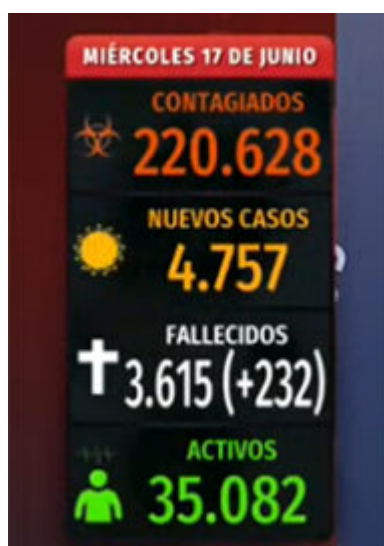 MIÉRCOLES 17 DE JUNIO
CONTAGIADOS
220.628
NUEVOS CASOS
4.757
FALLECIDOS
3.615 (+232)
ACTIVOS
35.082